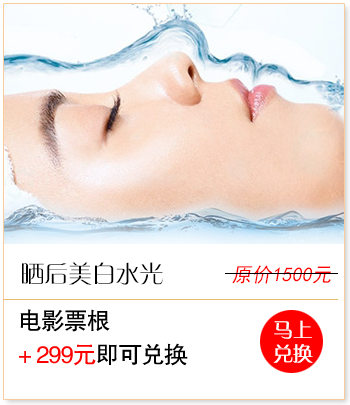 晒后美白水光
原价1500元
电影票根
+299元即可兑换
马上
兑换